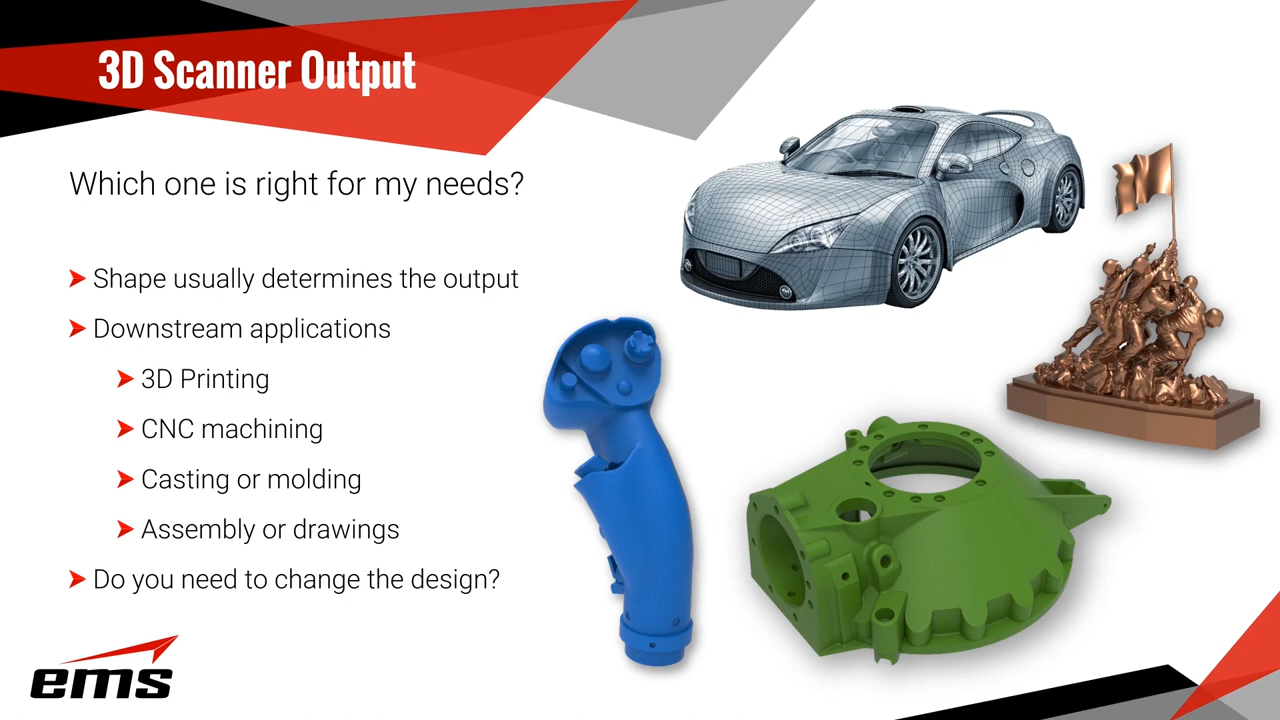 3D Scanner Output
Which one is right for my needs?
Shape usually determines the output
Downstream applications
3D Printing
CNC machining
Casting or molding
Assembly or drawings
Do you need to change the design?
ems